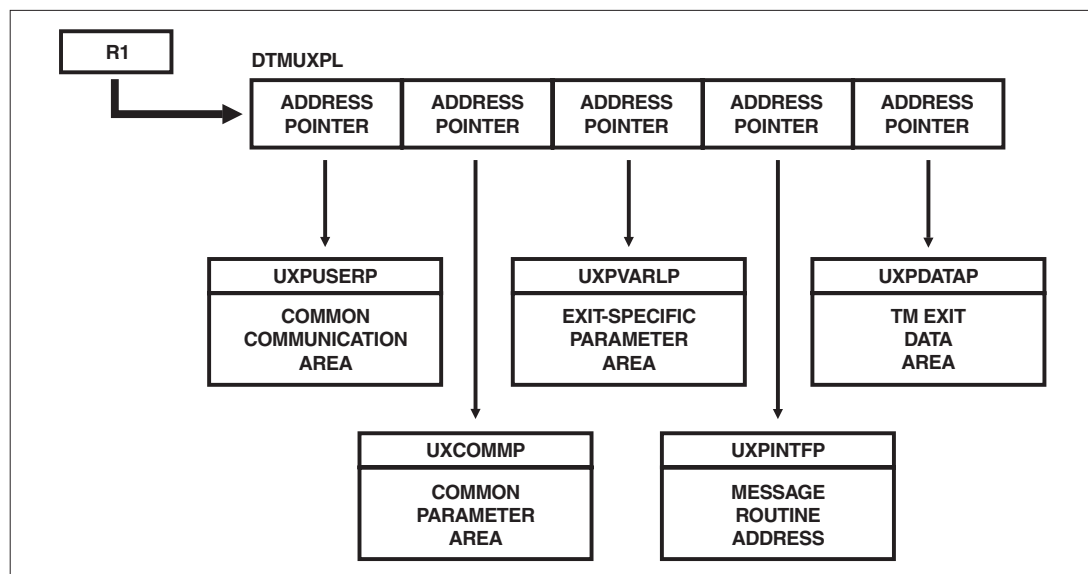 R1
DTMUXPL
ADDRESS
POINTER
ADDRESS
POINTER
ADDRESS
POINTER
ADDRESS
POINTER
ADDRESS
POINTER
UXPUSERP
COMMON
COMMUNICATION
AREA
UXPVARLP
EXIT-SPECIFIC
PARAMETER
AREA
UXPDATAP
TM EXIT
DATA
AREA
UXCOMMP
COMMON
PARAMETER
AREA
UXPINTFP
MESSAGE
ROUTINE
ADDRESS